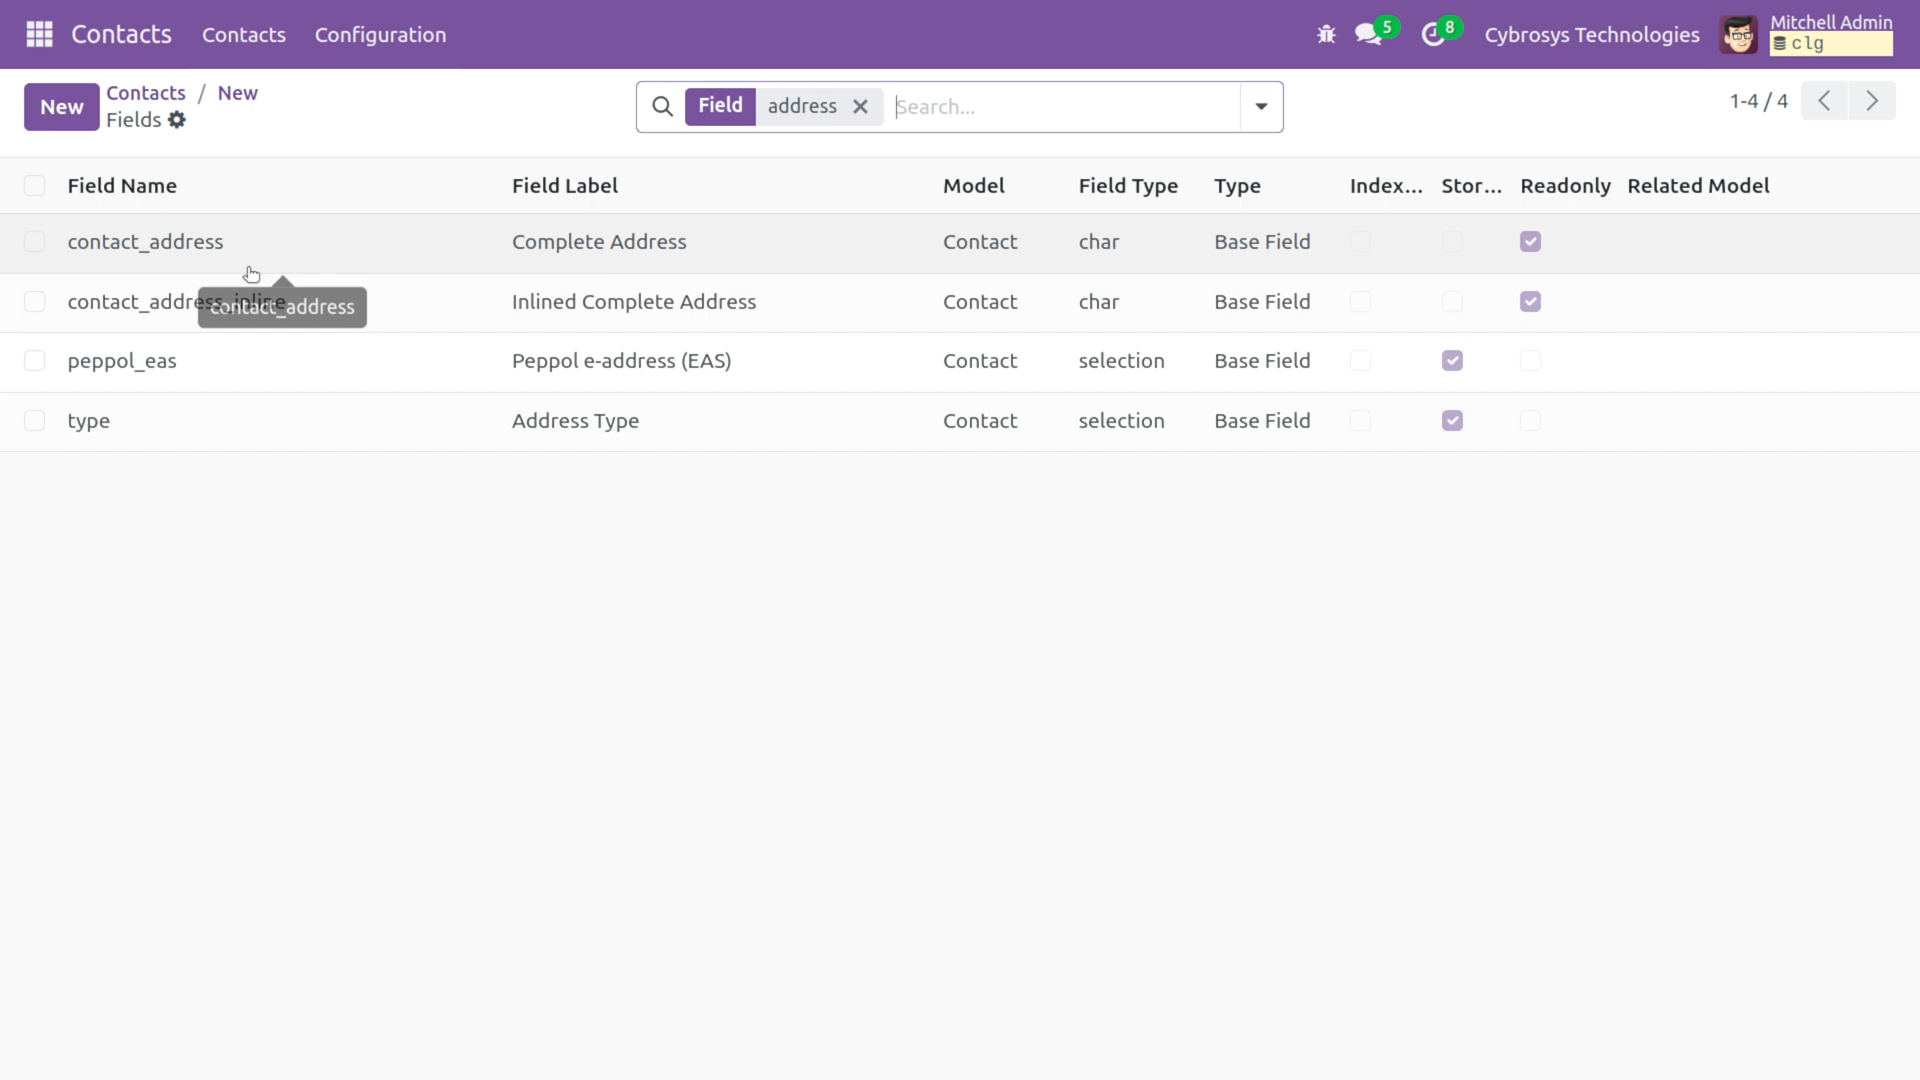 Contacts Contacts Configuration 5 8 Cybrosys Technologies Mitchell Admin
clg
New Contacts / New Field address Search... 1-4 / 4
Fields
Field Name Field Label Model Field Type Type Index... Stor... Readonly Related Model
contact_address Complete Address Contact char Base Field
contact_address_inline Inlined Complete Address Contact char Base Field
contact_address
peppol_eas Peppol e-address (EAS) Contact selection Base Field
type Address Type Contact selection Base Field